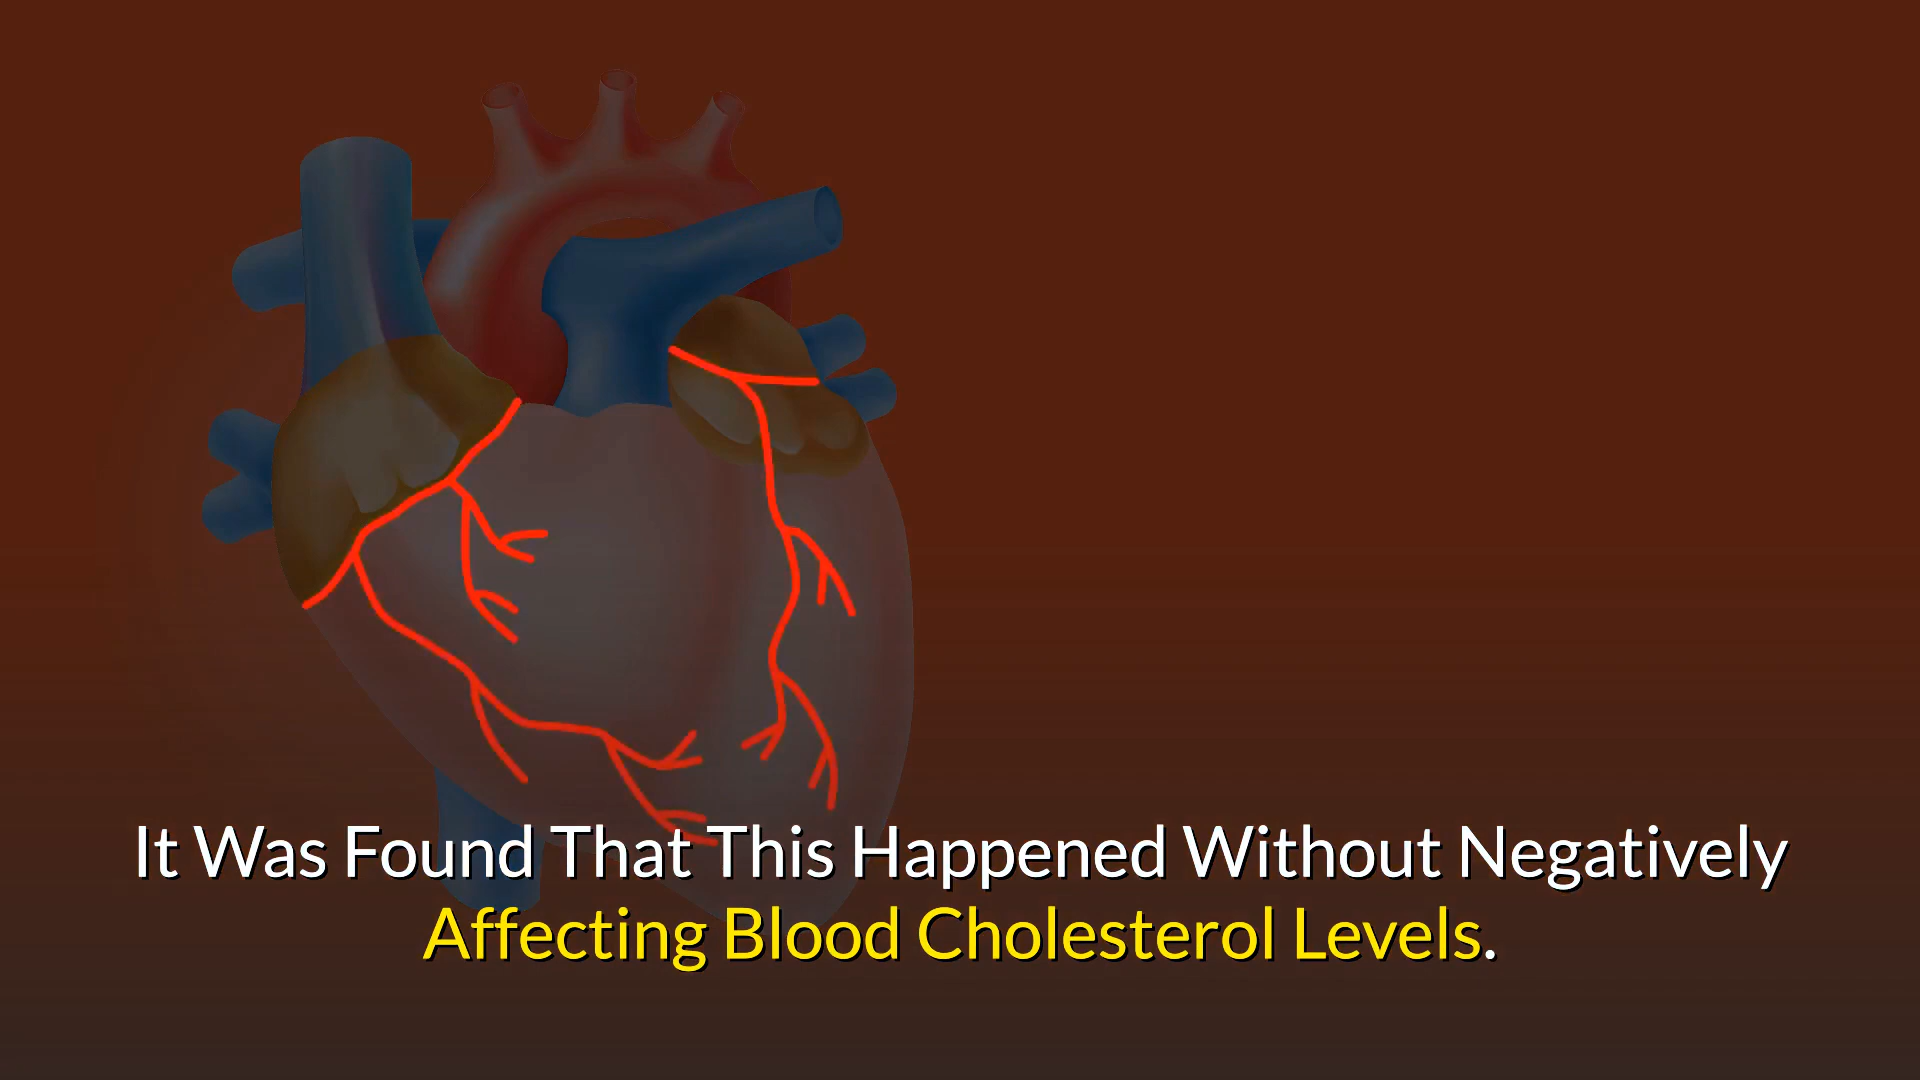 It Was Found That This Happened Without Negatively
Affecting Blood Cholesterol Levels.